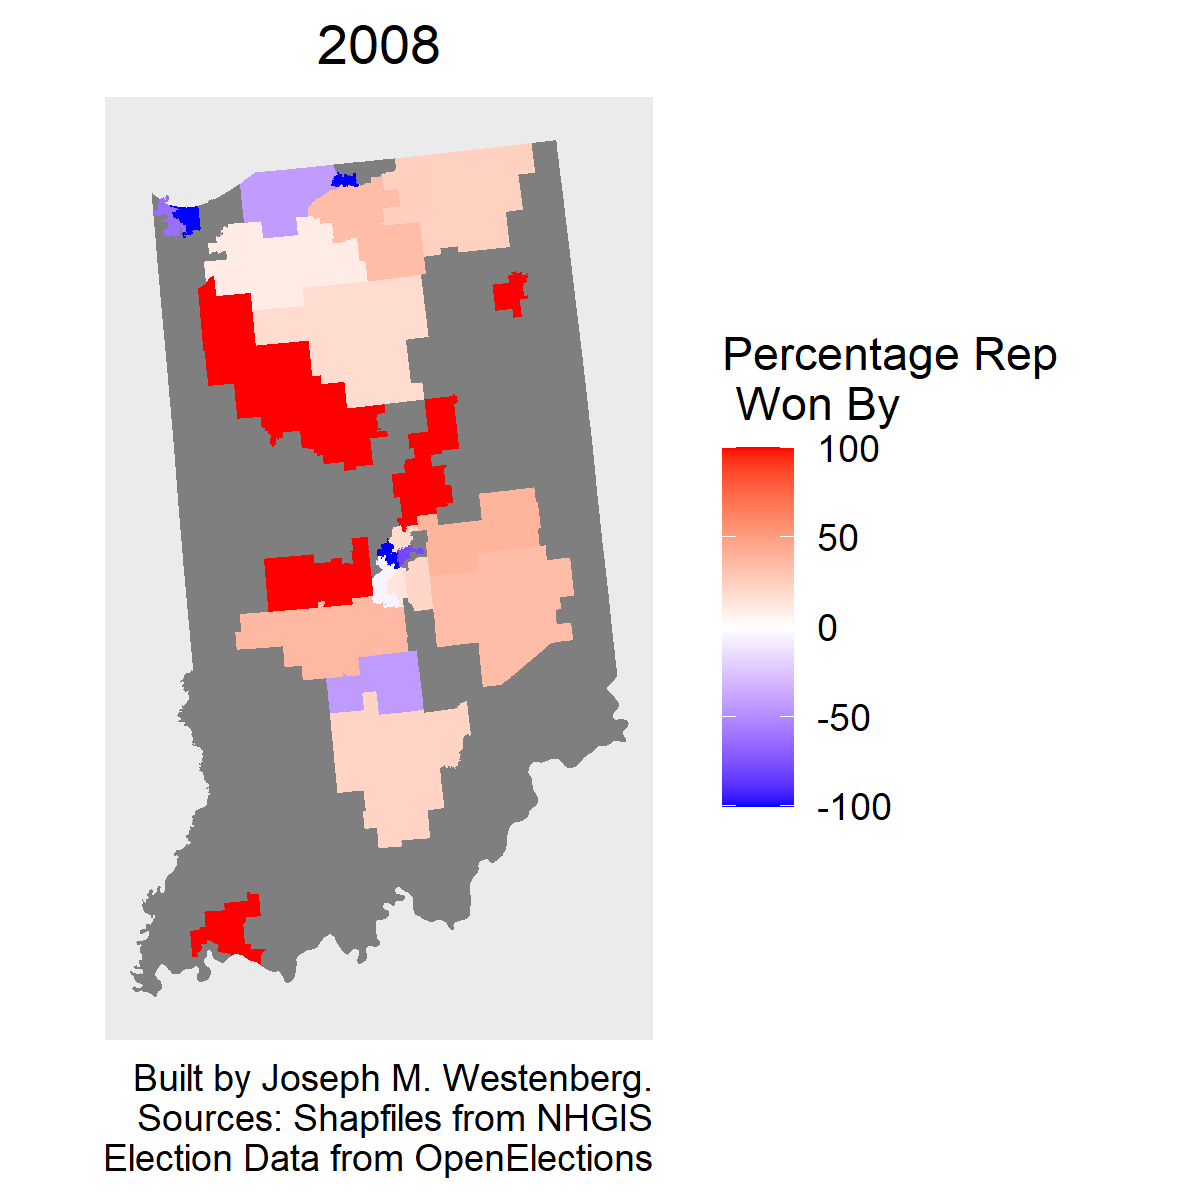 2008
Percentage Rep
Won By
100
50
0
-50
-100
Built by Joseph M. Westenberg.
Sources: Shapfiles from NHGIS
Election Data from OpenElections